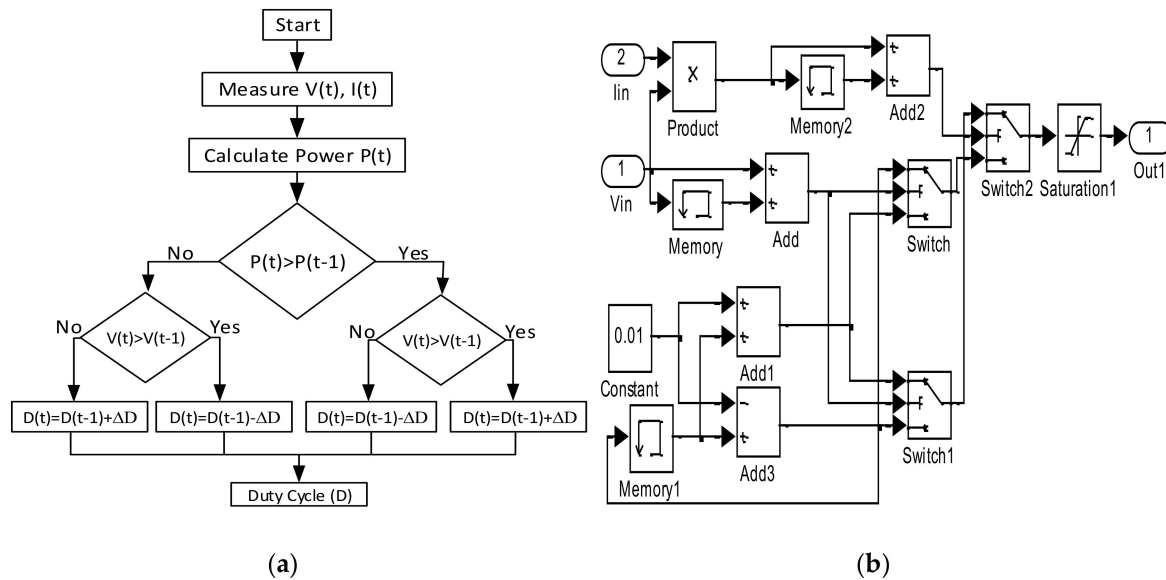 Start
Measure V(t), I(t)
Calculate Power P(t)
P(t)>P(t-1)
No
Yes
V(t)>V(t-1)
No
Yes
V(t)>V(t-1)
No
Yes
D(t)=D(t-1)+ΔD
D(t)=D(t-1)-ΔD
D(t)=D(t-1)-ΔD
D(t)=D(t-1)+ΔD
Duty Cycle (D)
(a)
2
Iin
X
Product
Memory2
Add2
1
Vin
Memory
Add
Switch
Switch2
Saturation1
1
Out1
0.01
Constant
Add1
Memory1
Add3
Switch1
(b)